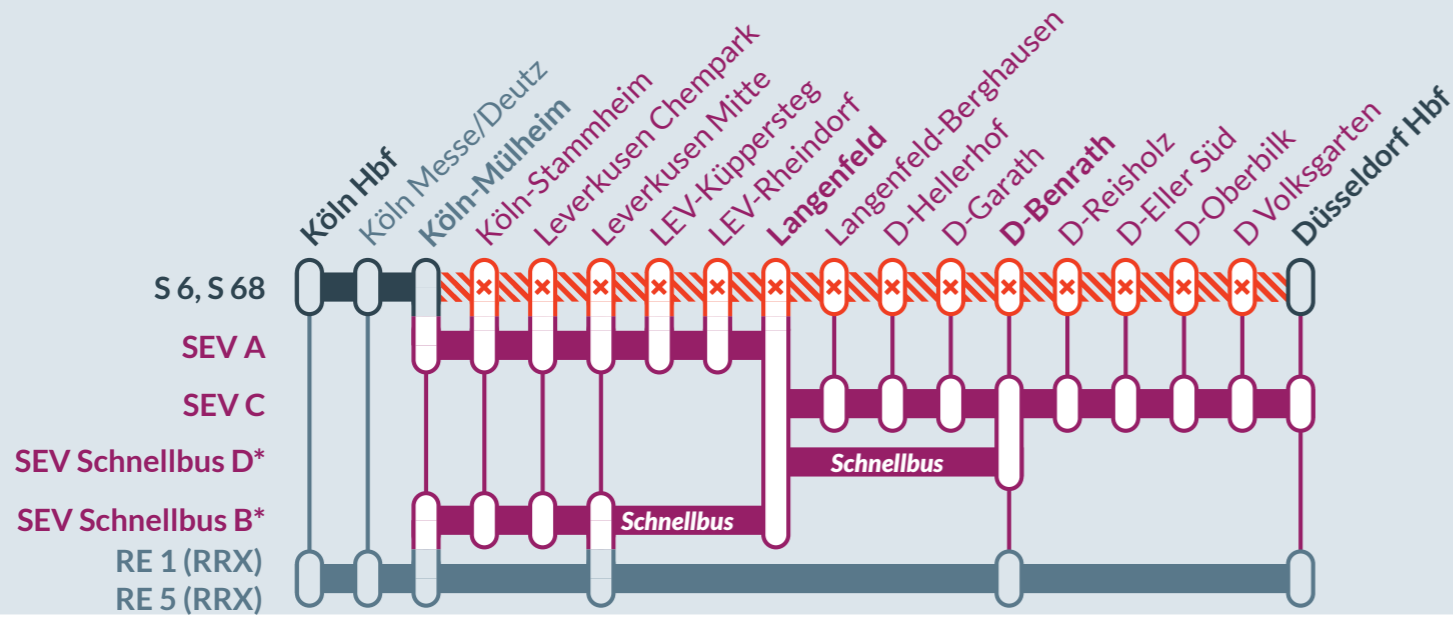 Köln Hbf
Köln Messe/Deutz
Köln-Mülheim
Köln-Stammheim
Leverkusen Chempark
Leverkusen Mitte
LEV-Küppersteg
LEV-Rheindorf
Langenfeld
Langenfeld-Berghausen
D-Hellerhof
D-Garath
D-Benrath
D-Reisholz
D-Eller Süd
D-Oberbilk
D Volksgarten
Düsseldorf Hbf
S 6, S 68
SEV A
SEV C
SEV Schnellbus D*
Schnellbus
SEV Schnellbus B*
Schnellbus
RE 1 (RRX)
RE 5 (RRX)